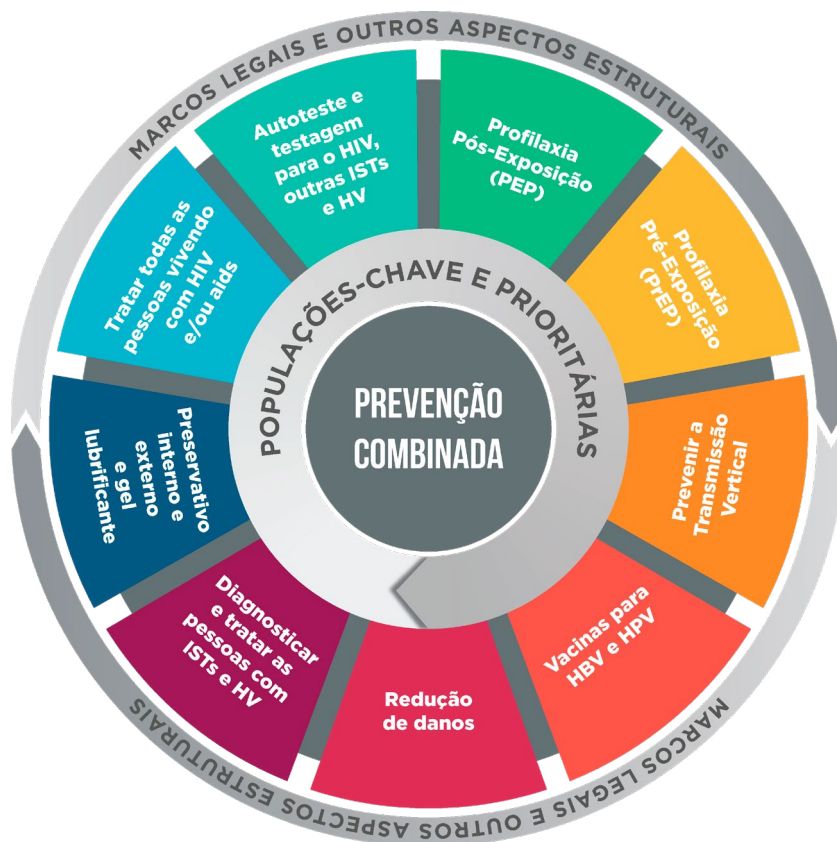 MARCOS LEGAIS E OUTROS ASPECTOS ESTRUTURAIS
Autoteste e
testagem
para o HIV,
outras ISTs
e HV
Profilaxia
Pós-Exposição
(PEP)
Profilaxia
Pré-Exposição
(PrEP)
Prevenir a
Transmissão
Vertical
Vacinas para
HBV e HPV
Redução
de danos
Diagnosticar
e tratar as
pessoas com
ISTs e HV
Preservativo
interno e
externo
e gel
lubrificante
Tratar todas as
pessoas vivendo
com HIV
e/ou aids
POPULAÇÕES-CHAVE E PRIORITÁRIAS
PREVENÇÃO
COMBINADA
MARCOS LEGAIS E OUTROS ASPECTOS ESTRUTURAIS